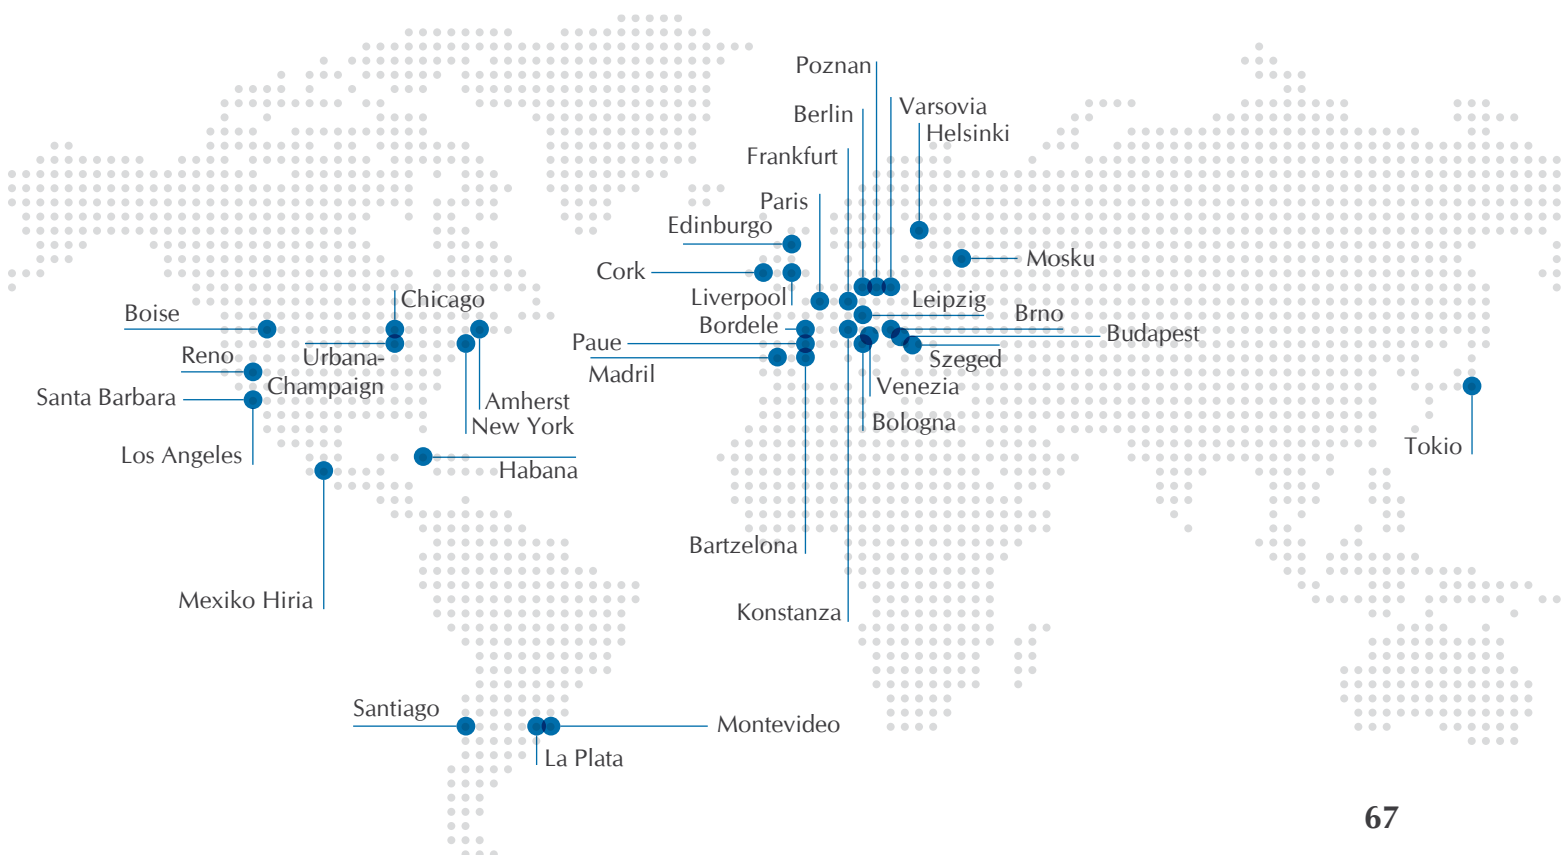 Poznan
Berlin
Varsovia
Helsinki
Frankfurt
Paris
Edinburgo
Mosku
Cork
Liverpool
Leipzig
Chicago
Boise
Bordele
Brno
Budapest
Paue
Urbana-
Champaign
Reno
Szeged
Madril
Venezia
Santa Barbara
Amherst
New York
Bologna
Los Angeles
Tokio
Habana
Bartzelona
Mexiko Hiria
Konstanza
Santiago
Montevideo
La Plata
67